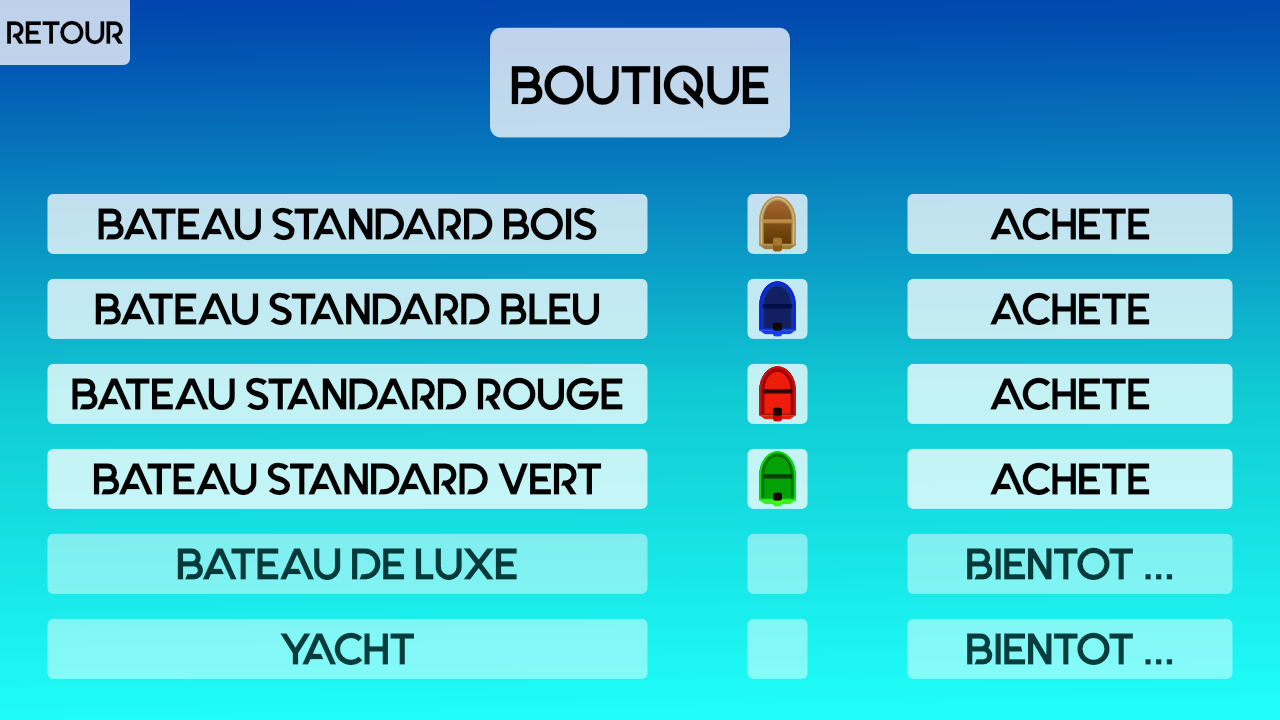 RETOUR
BOUTIQUE
BATEAU STANDARD BOIS
ACHETE
BATEAU STANDARD BLEU
ACHETE
BATEAU STANDARD ROUGE
ACHETE
BATEAU STANDARD VERT
ACHETE
BATEAU DE LUXE
BIENTOT ...
YACHT
BIENTOT ...